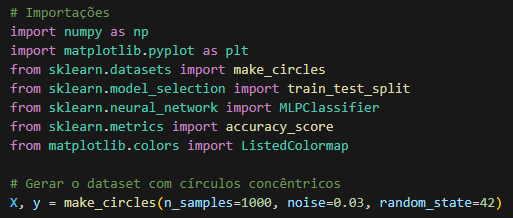 # Importações
import numpy as np
import matplotlib.pyplot as plt
from sklearn.datasets import make_circles
from sklearn.model_selection import train_test_split
from sklearn.neural_network import MLPClassifier
from sklearn.metrics import accuracy_score
from matplotlib.colors import ListedColormap
# Gerar o dataset com círculos concêntricos
X, y = make_circles(n_samples=1000, noise=0.03, random_state=42)